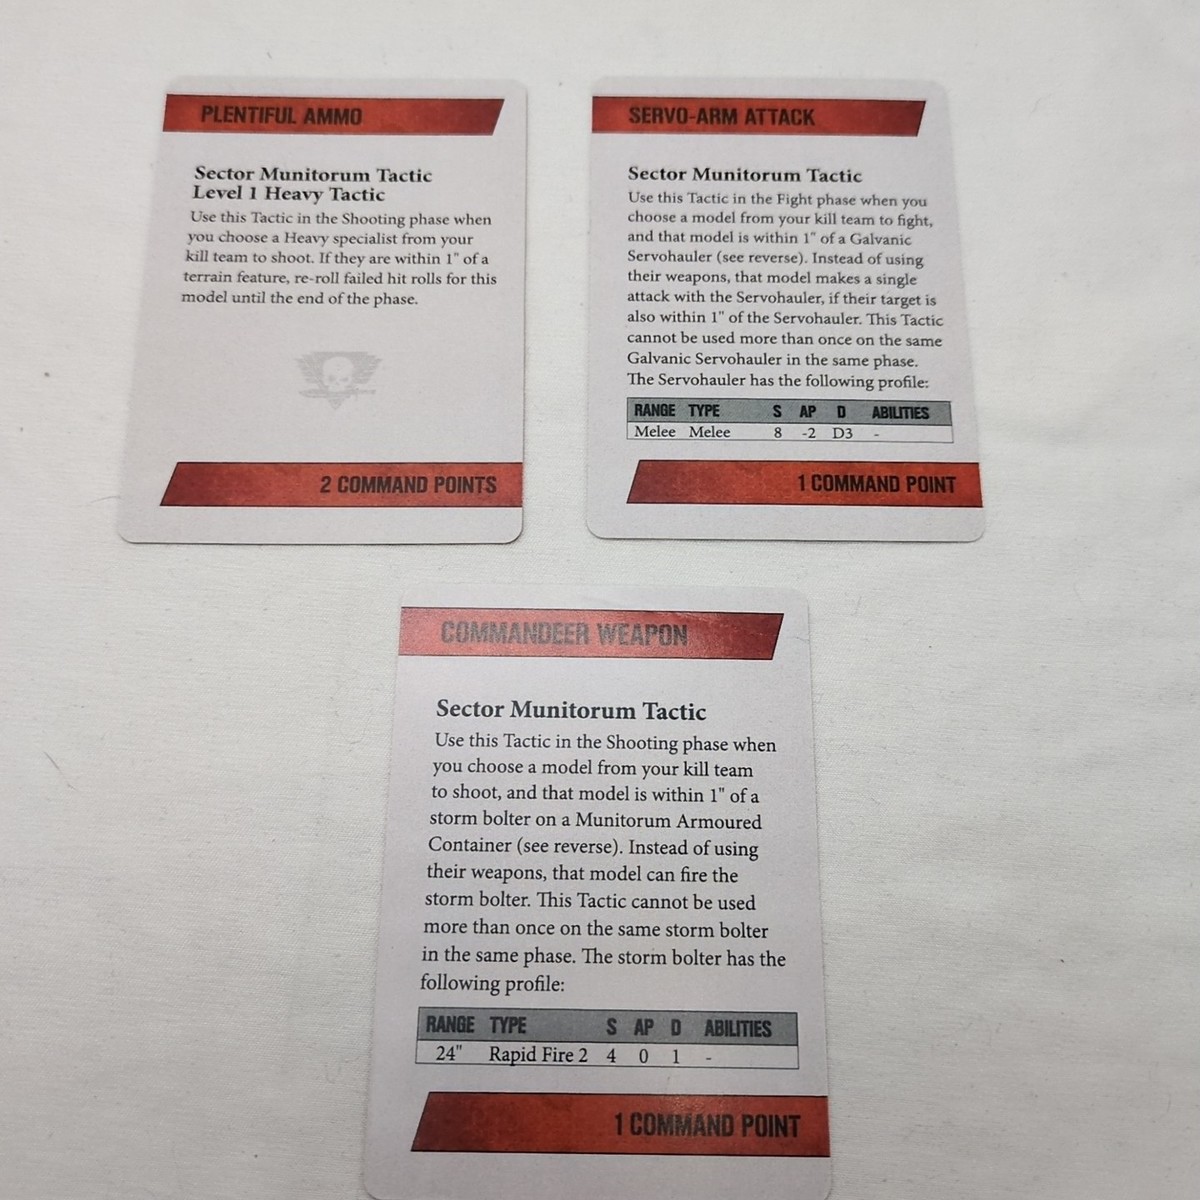 PLENTIFUL AMMO
Sector Munitorum Tactic
Level 1 Heavy Tactic
Use this Tactic in the Shooting phase when
you choose a Heavy specialist from your
kill team to shoot. If they are within 1" of a
terrain feature, re-roll failed hit rolls for this
model until the end of the phase.
2 COMMAND POINTS
SERVO-ARM ATTACK
Sector Munitorum Tactic
Use this Tactic in the Fight phase when you
choose a model from your kill team to fight,
and that model is within 1" of a Galvanic
Servohauler (see reverse). Instead of using
their weapons, that model makes a single
attack with the Servohauler, if their target is
also within 1" of the Servohauler. This Tactic
cannot be used more than once on the same
Galvanic Servohauler in the same phase.
The Servohauler has the following profile:
RANGE TYPE S AP D ABILITIES
Melee Melee 8 -2 D3 -
1 COMMAND POINT
COMMANDEER WEAPON
Sector Munitorum Tactic
Use this Tactic in the Shooting phase when
you choose a model from your kill team
to shoot, and that model is within 1" of a
storm bolter on a Munitorum Armoured
Container (see reverse). Instead of using
their weapons, that model can fire the
storm bolter. This Tactic cannot be used
more than once on the same storm bolter
in the same phase. The storm bolter has the
following profile:
RANGE TYPE S AP D ABILITIES
24" Rapid Fire 2 4 0 1 -
1 COMMAND POINT